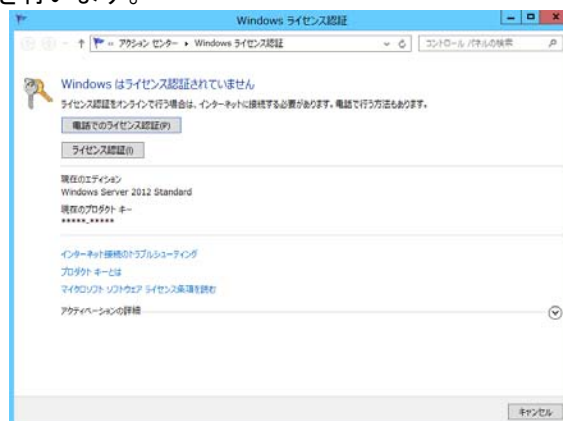 を行います。
Windows ライセンス認証
アクション センター ▸ Windows ライセンス認証
コントロール パネルの検索
Windows はライセンス認証されていません
ライセンス認証をオンラインで行う場合は、インターネットに接続する必要があります。電話で行う方法もあります。
電話でのライセンス認証(P)
ライセンス認証(I)
現在のエディション
Windows Server 2012 Standard
現在のプロダクト キー
*****-*****
インターネット接続のトラブルシューティング
プロダクト キーとは
マイクロソフト ソフトウェア ライセンス条項を読む
アクティベーションの詳細
キャンセル